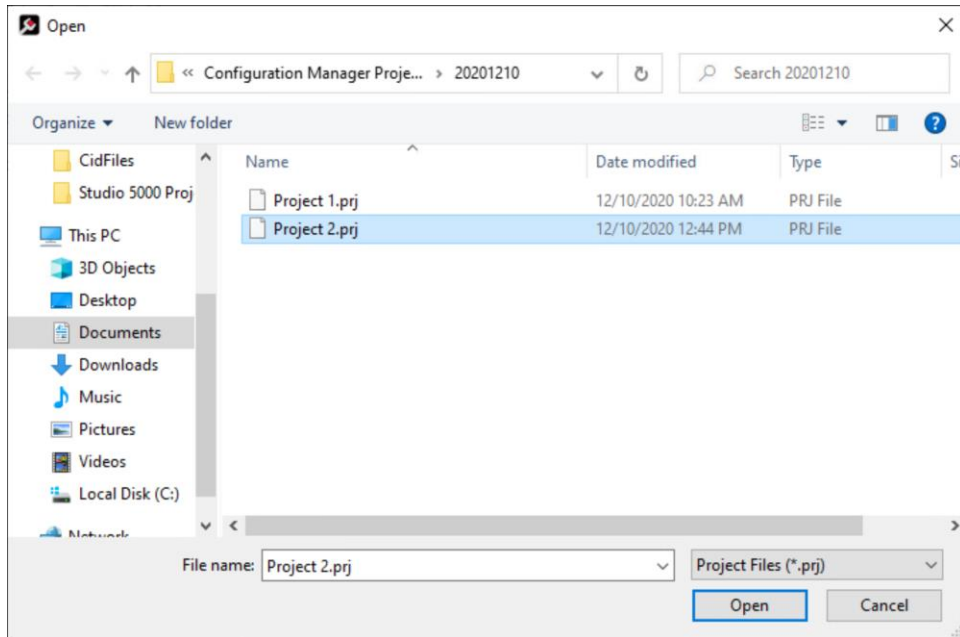 Open
« Configuration Manager Proje... › 20201210
Search 20201210
Organize
New folder
Name
Date modified
Type
Si
CidFiles
Studio 5000 Proj
This PC
3D Objects
Desktop
Documents
Downloads
Music
Pictures
Videos
Local Disk (C:)
Network
Project 1.prj 12/10/2020 10:23 AM PRJ File
Project 2.prj 12/10/2020 12:44 PM PRJ File
File name: Project 2.prj
Project Files (*.prj)
Open
Cancel